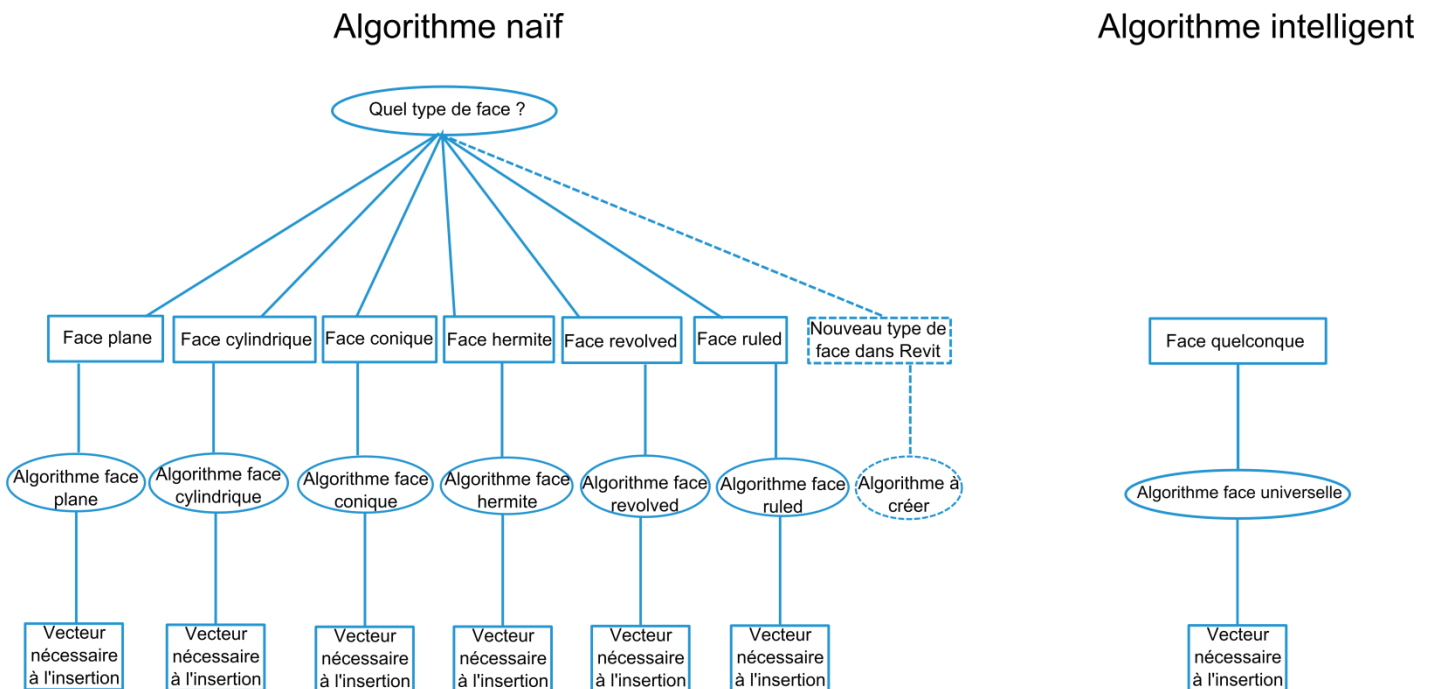 Algorithme naïf
Algorithme intelligent
Quel type de face ?
Face plane
Face cylindrique
Face conique
Face hermite
Face revolved
Face ruled
Nouveau type de
face dans Revit
Face quelconque
Algorithme face
plane
Algorithme face
cylindrique
Algorithme face
conique
Algorithme face
hermite
Algorithme face
revolved
Algorithme face
ruled
Algorithme à
créer
Algorithme face universelle
Vecteur
nécessaire
à l'insertion
Vecteur
nécessaire
à l'insertion
Vecteur
nécessaire
à l'insertion
Vecteur
nécessaire
à l'insertion
Vecteur
nécessaire
à l'insertion
Vecteur
nécessaire
à l'insertion
Vecteur
nécessaire
à l'insertion